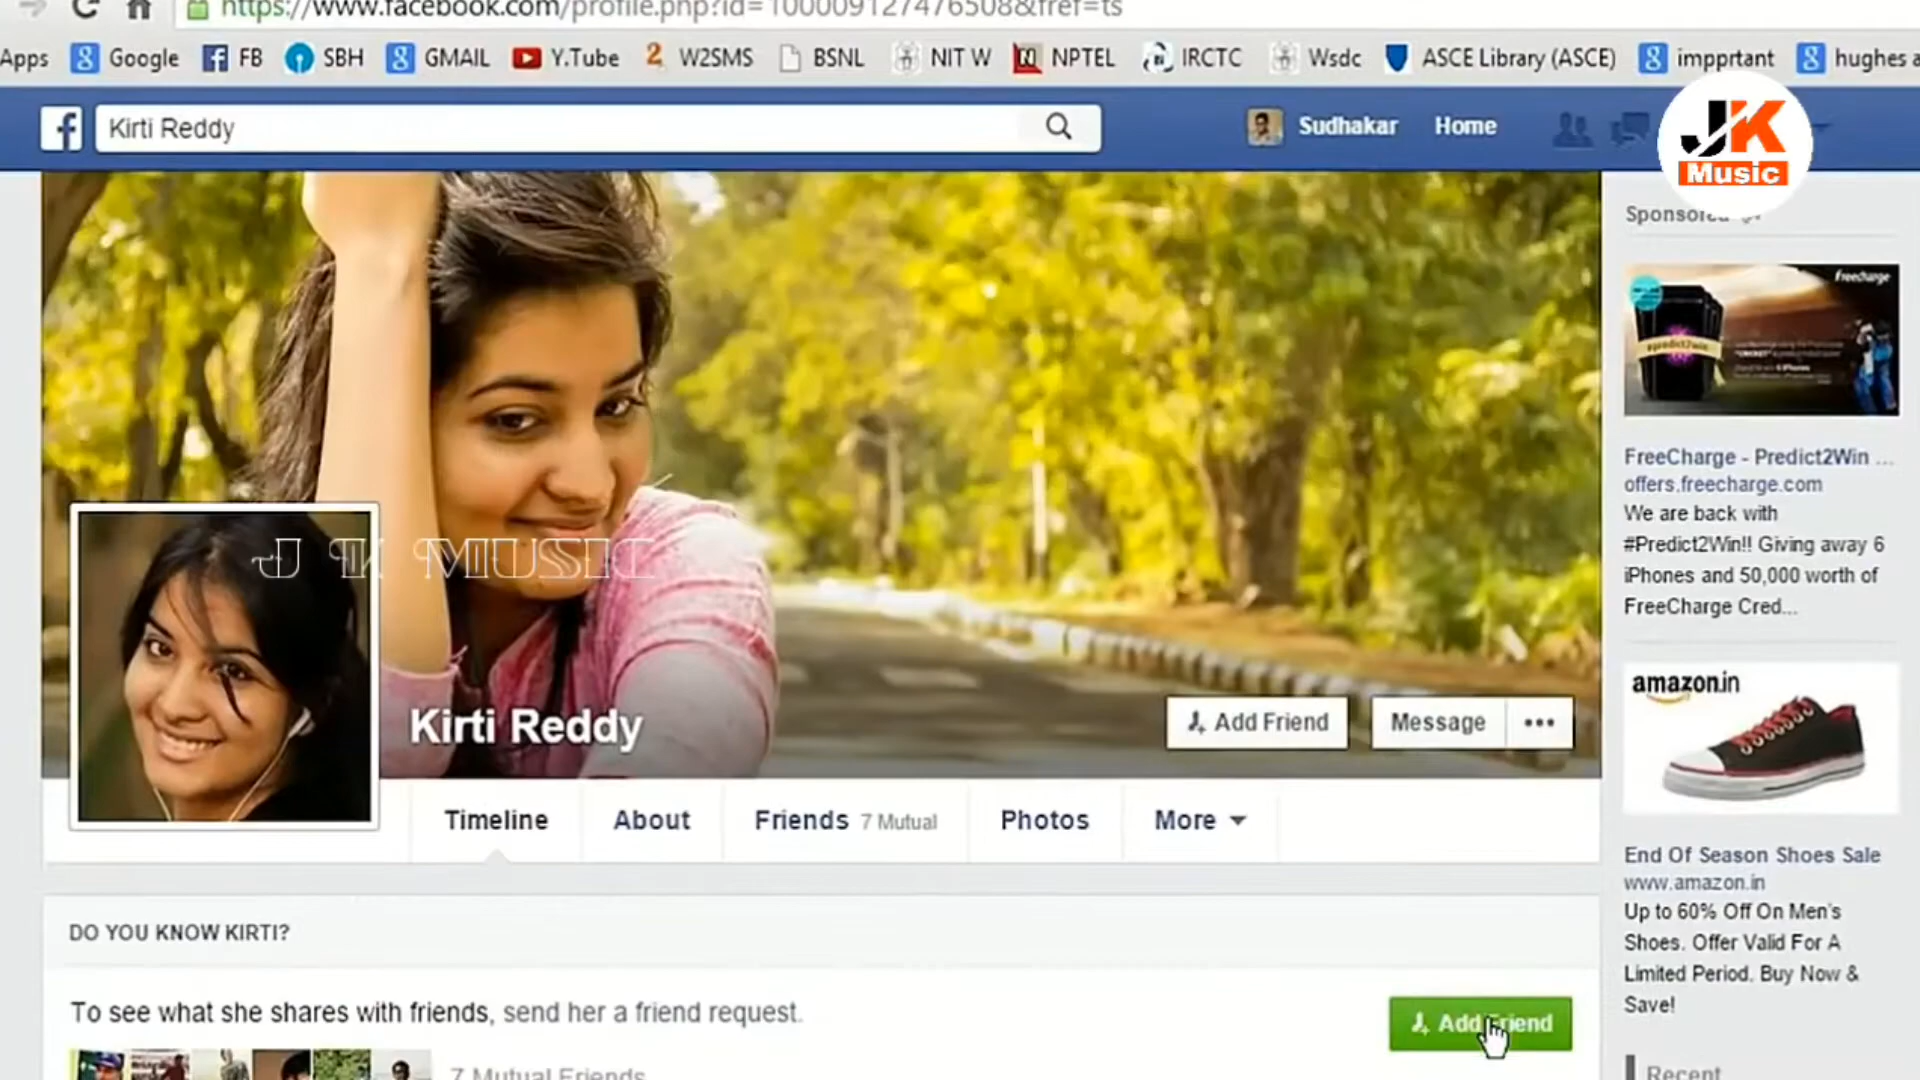 https://www.facebook.com/profile.php?id=100009127476508&fref=ts
Apps Google FB SBH GMAIL Y.Tube W2SMS BSNL NIT W NPTEL IRCTC Wsdc ASCE Library (ASCE) impprtant hughes a
Kirti Reddy
Sudhakar Home
JK
Music
Sponsored
freecharge
#predict2win
FreeCharge - Predict2Win ...
offers.freecharge.com
We are back with
#Predict2Win!! Giving away 6
iPhones and 50,000 worth of
FreeCharge Cred...
J K MUSIC
Kirti Reddy
Add Friend Message
amazon.in
Timeline About Friends 7 Mutual Photos More
End Of Season Shoes Sale
www.amazon.in
Up to 60% Off On Men's
Shoes. Offer Valid For A
Limited Period. Buy Now &
Save!
DO YOU KNOW KIRTI?
To see what she shares with friends, send her a friend request.
Add Friend
7 Mutual Friends
Recent